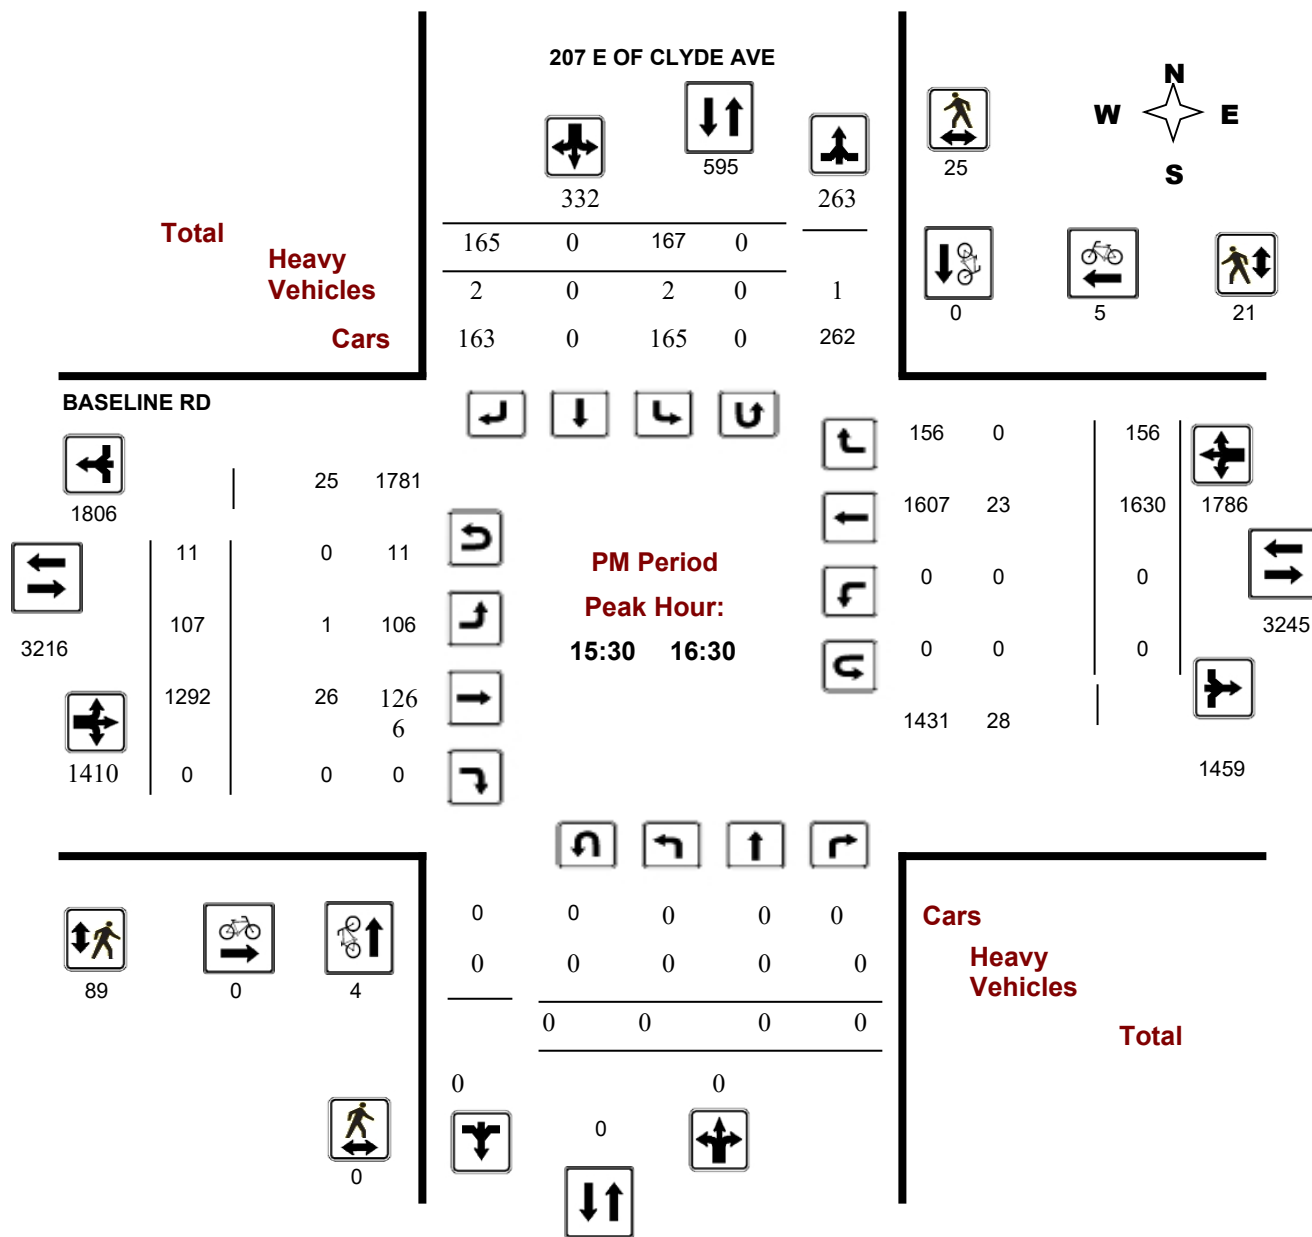 207 E OF CLYDE AVE
N
W E
S
595
25
332 263
Total 165 0 167 0
Heavy
Vehicles 2 0 2 0 1
0 5 21
Cars 163 0 165 0 262
BASELINE RD
156 0 156
25 1781
1806
1607 23 1630 1786
11 0 11
PM Period
0 0 0
Peak Hour:
107 1 106
3216
15:30 16:30
0 0 0
3245
1292 26 126
6
1431 28
1410 0 0 0
1459
0 0 0 0 0 Cars
0 0 0 0 0 Heavy
Vehicles
89 0 4
0 0 0 0 Total
0 0
0
0